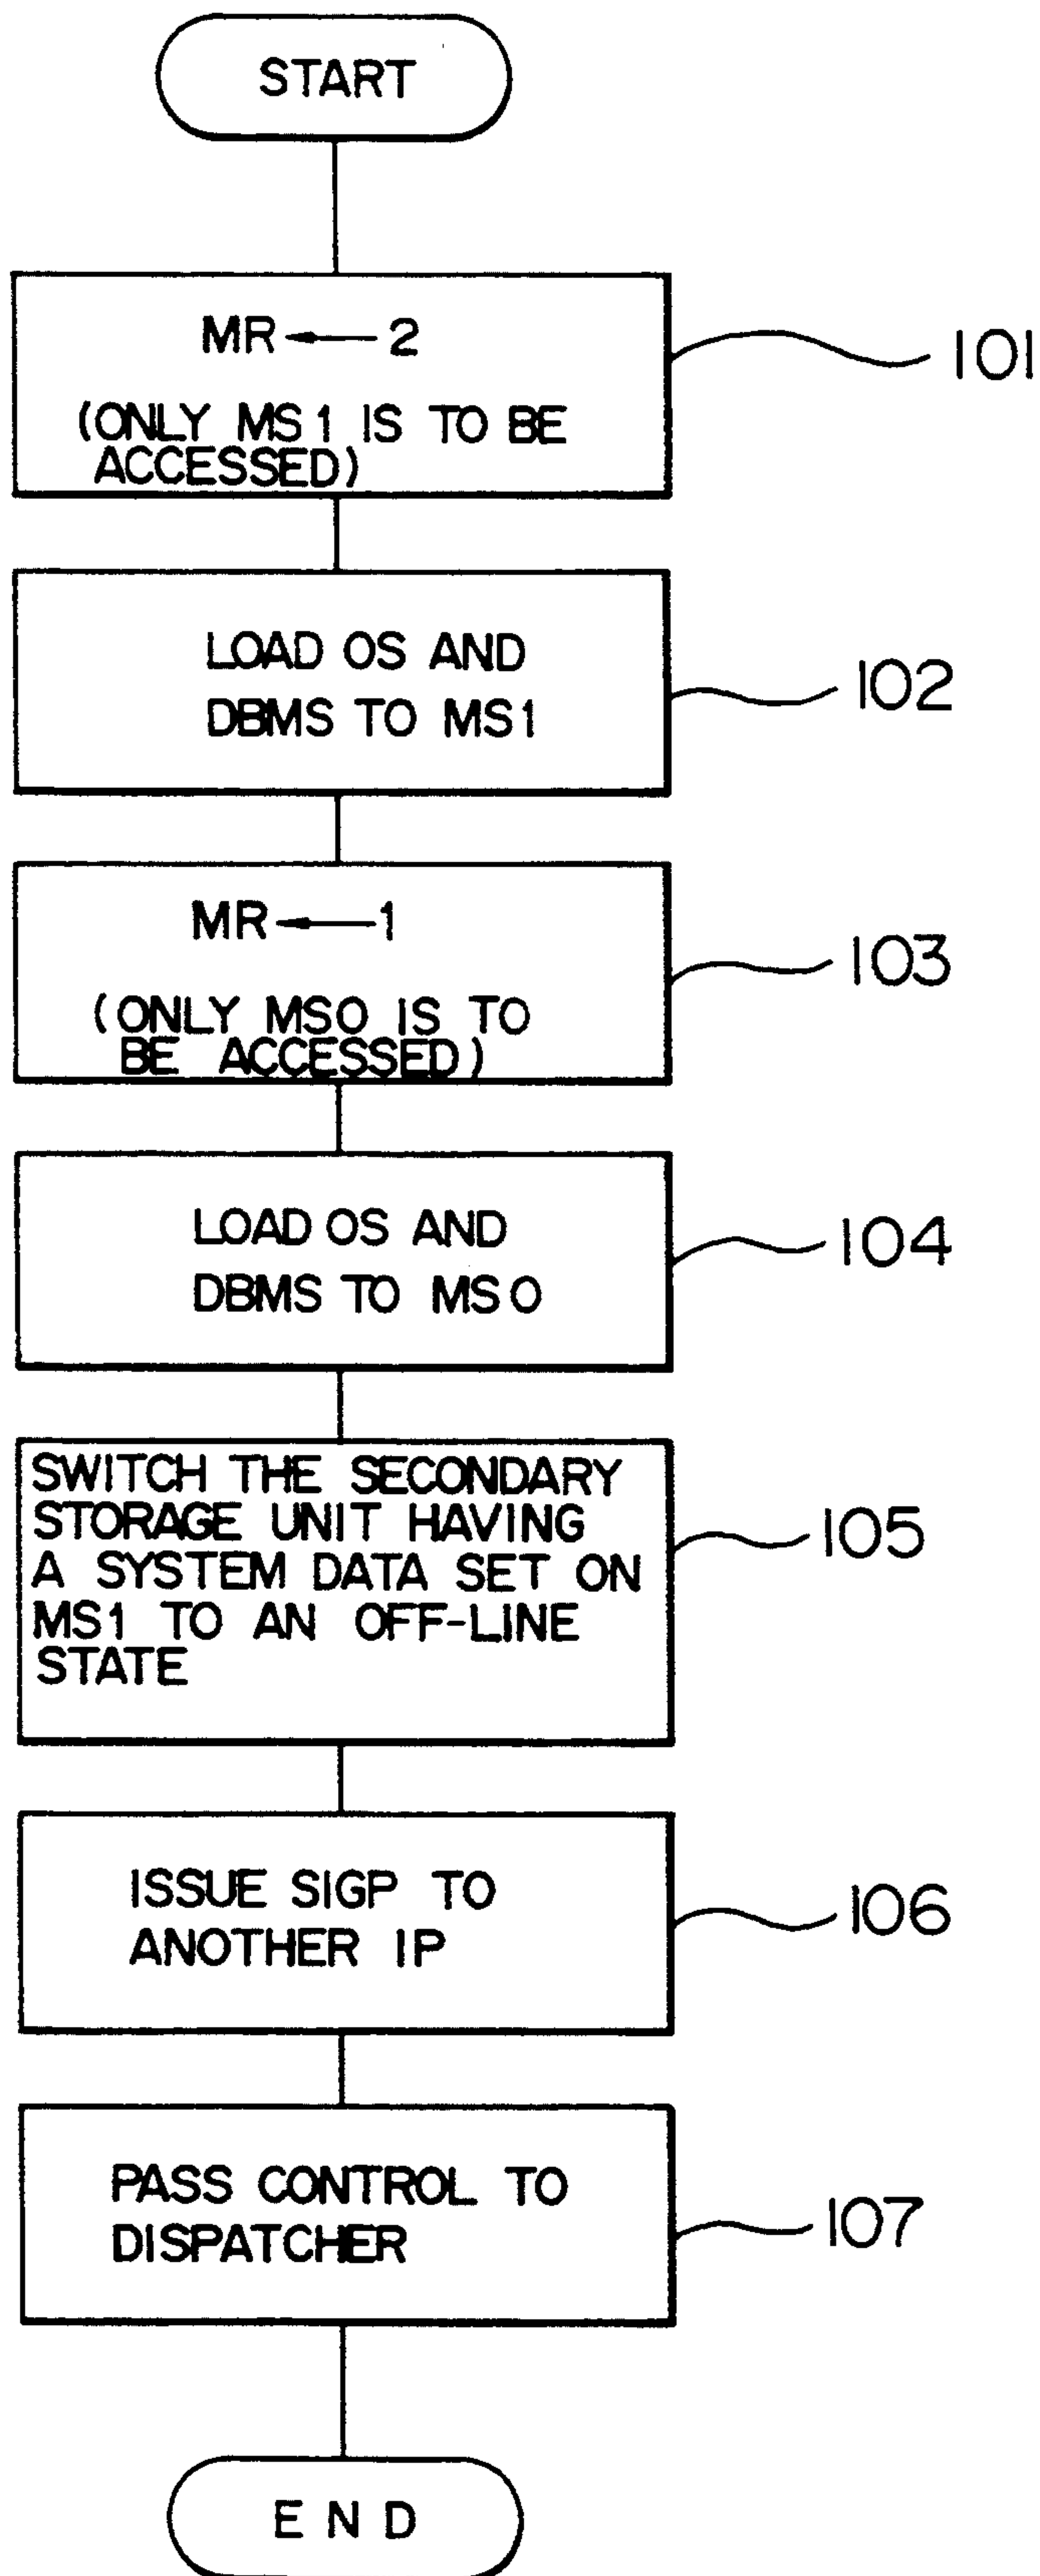 START
MR ← 2
101
(ONLY MS1 IS TO BE
ACCESSED)
LOAD OS AND
DBMS TO MS1
102
MR ← 1
103
(ONLY MS0 IS TO
BE ACCESSED)
LOAD OS AND
DBMS TO MS0
104
SWITCH THE SECONDARY
STORAGE UNIT HAVING
A SYSTEM DATA SET ON
MS1 TO AN OFF-LINE
STATE
105
ISSUE SIGP TO
ANOTHER IP
106
PASS CONTROL TO
DISPATCHER
107
END